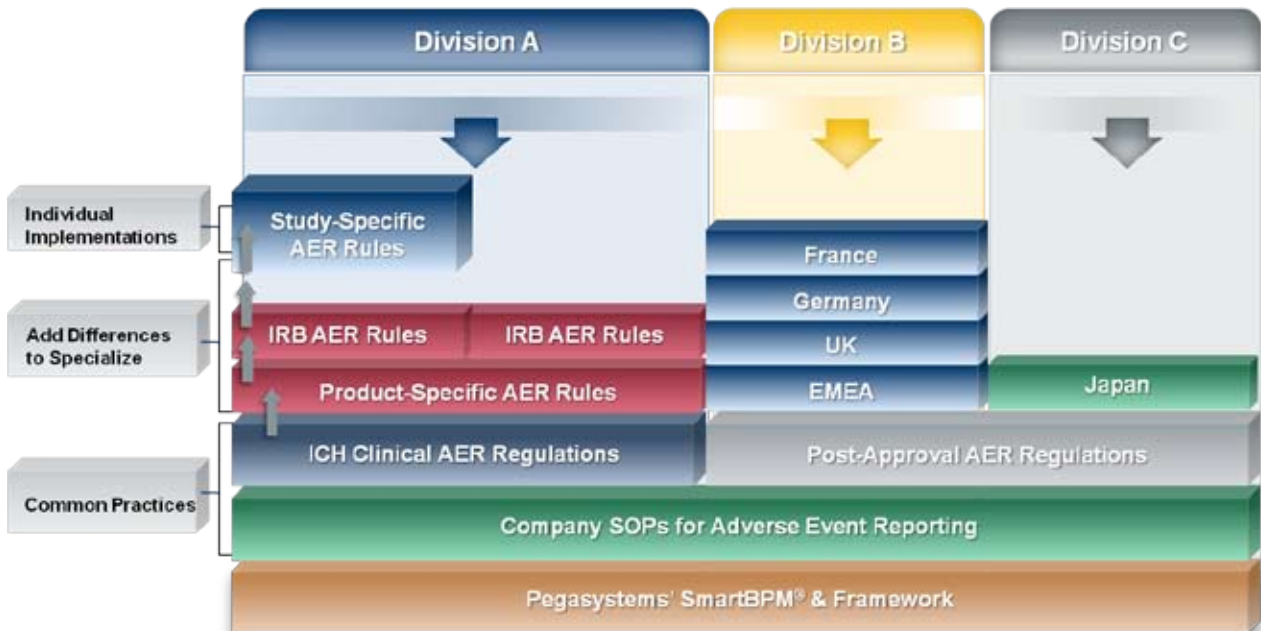 Division A
Division B
Division C
Individual
Implementations
Study-Specific
AER Rules
France
Germany
Add Differences
to Specialize
IRB AER Rules
IRB AER Rules
UK
Product-Specific AER Rules
EMEA
Japan
ICH Clinical AER Regulations
Post-Approval AER Regulations
Common Practices
Company SOPs for Adverse Event Reporting
Pegasystems' SmartBPM® & Framework